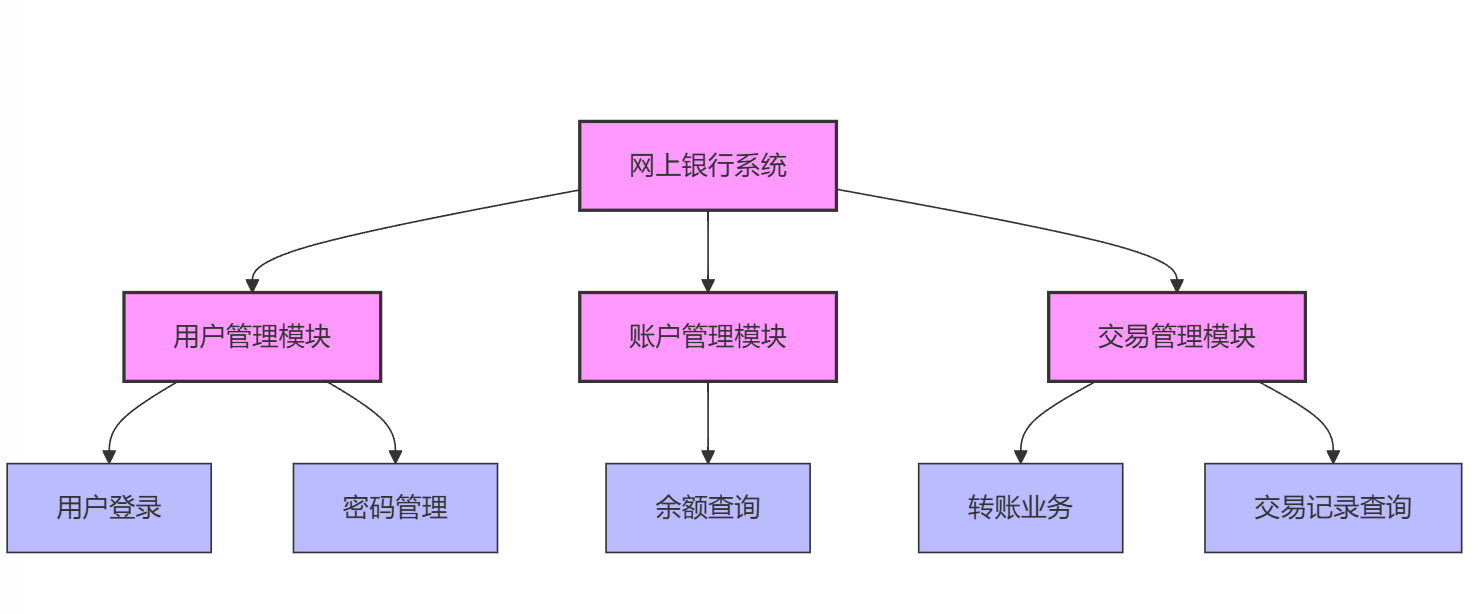 网上银行系统
用户管理模块
账户管理模块
交易管理模块
用户登录
密码管理
余额查询
转账业务
交易记录查询